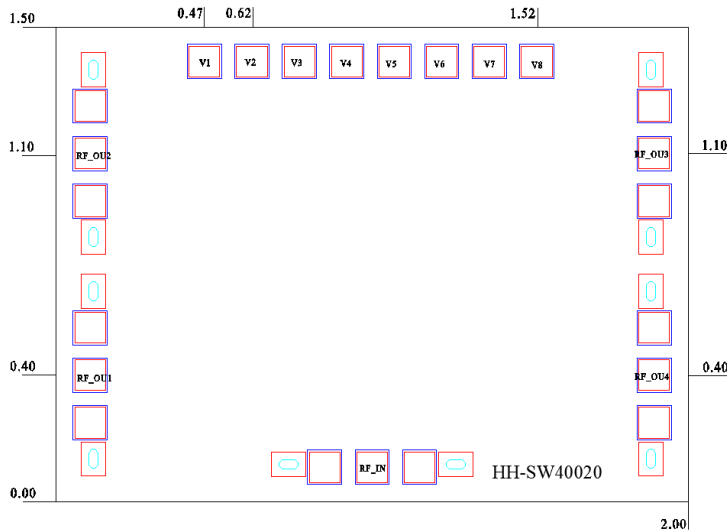 0.47 0.62 1.52
1.50
V1 V2 V3 V4 V5 V6 V7 V8
1.10 RF_OU2 RF_OU3 1.10
0.40 RF_OU1 RF_OU4 0.40
RF_IN HH-SW40020
0.00
2.00